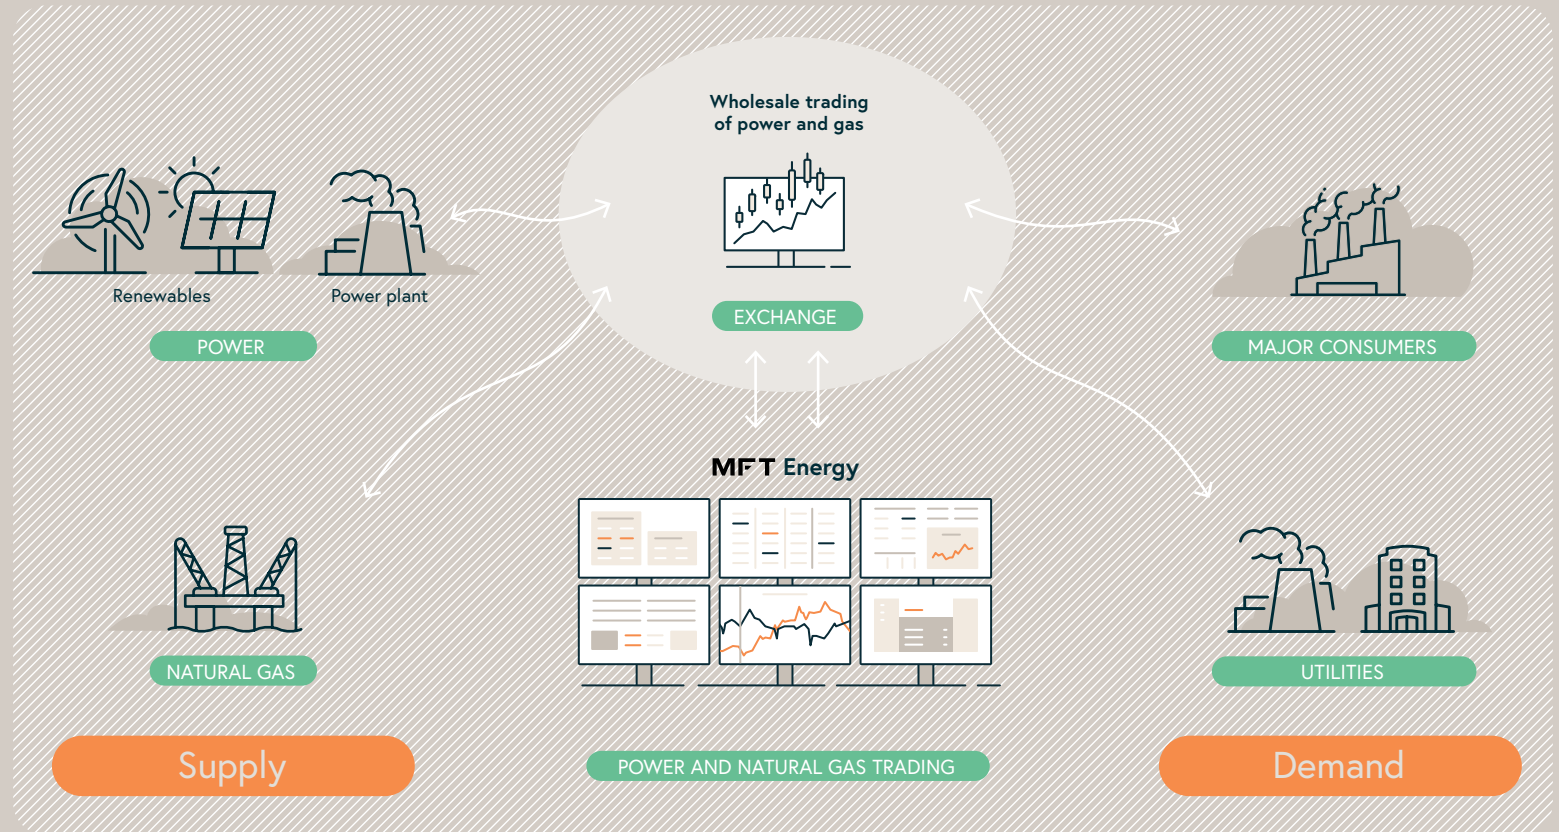 Wholesale trading
of power and gas
EXCHANGE
Renewables
Power plant
POWER
MAJOR CONSUMERS
MFT Energy
NATURAL GAS
UTILITIES
Supply
POWER AND NATURAL GAS TRADING
Demand